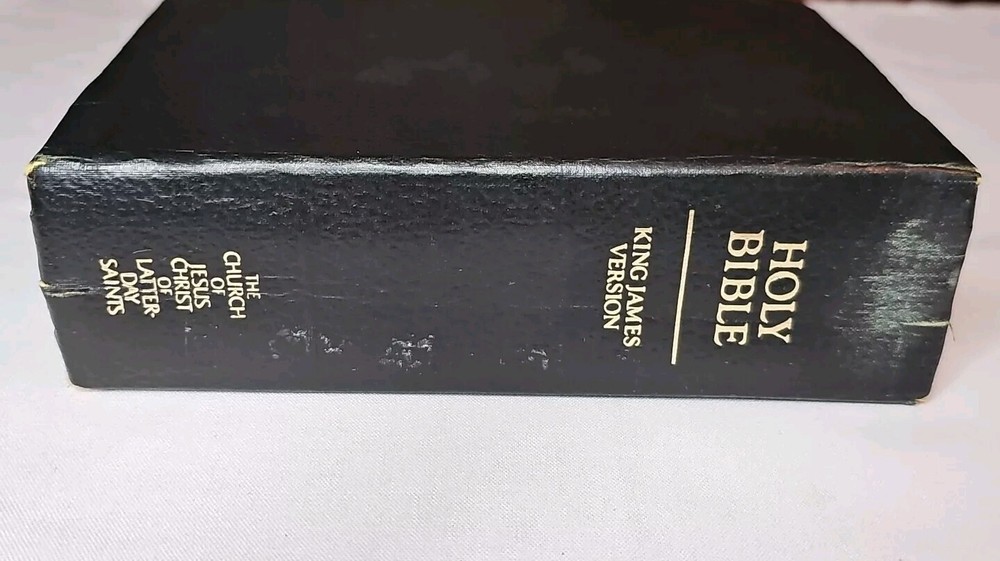 HOLY
BIBLE
KING JAMES
VERSION
THE
CHURCH
OF
JESUS
CHRIST
OF
LATTER·
DAY
SAINTS